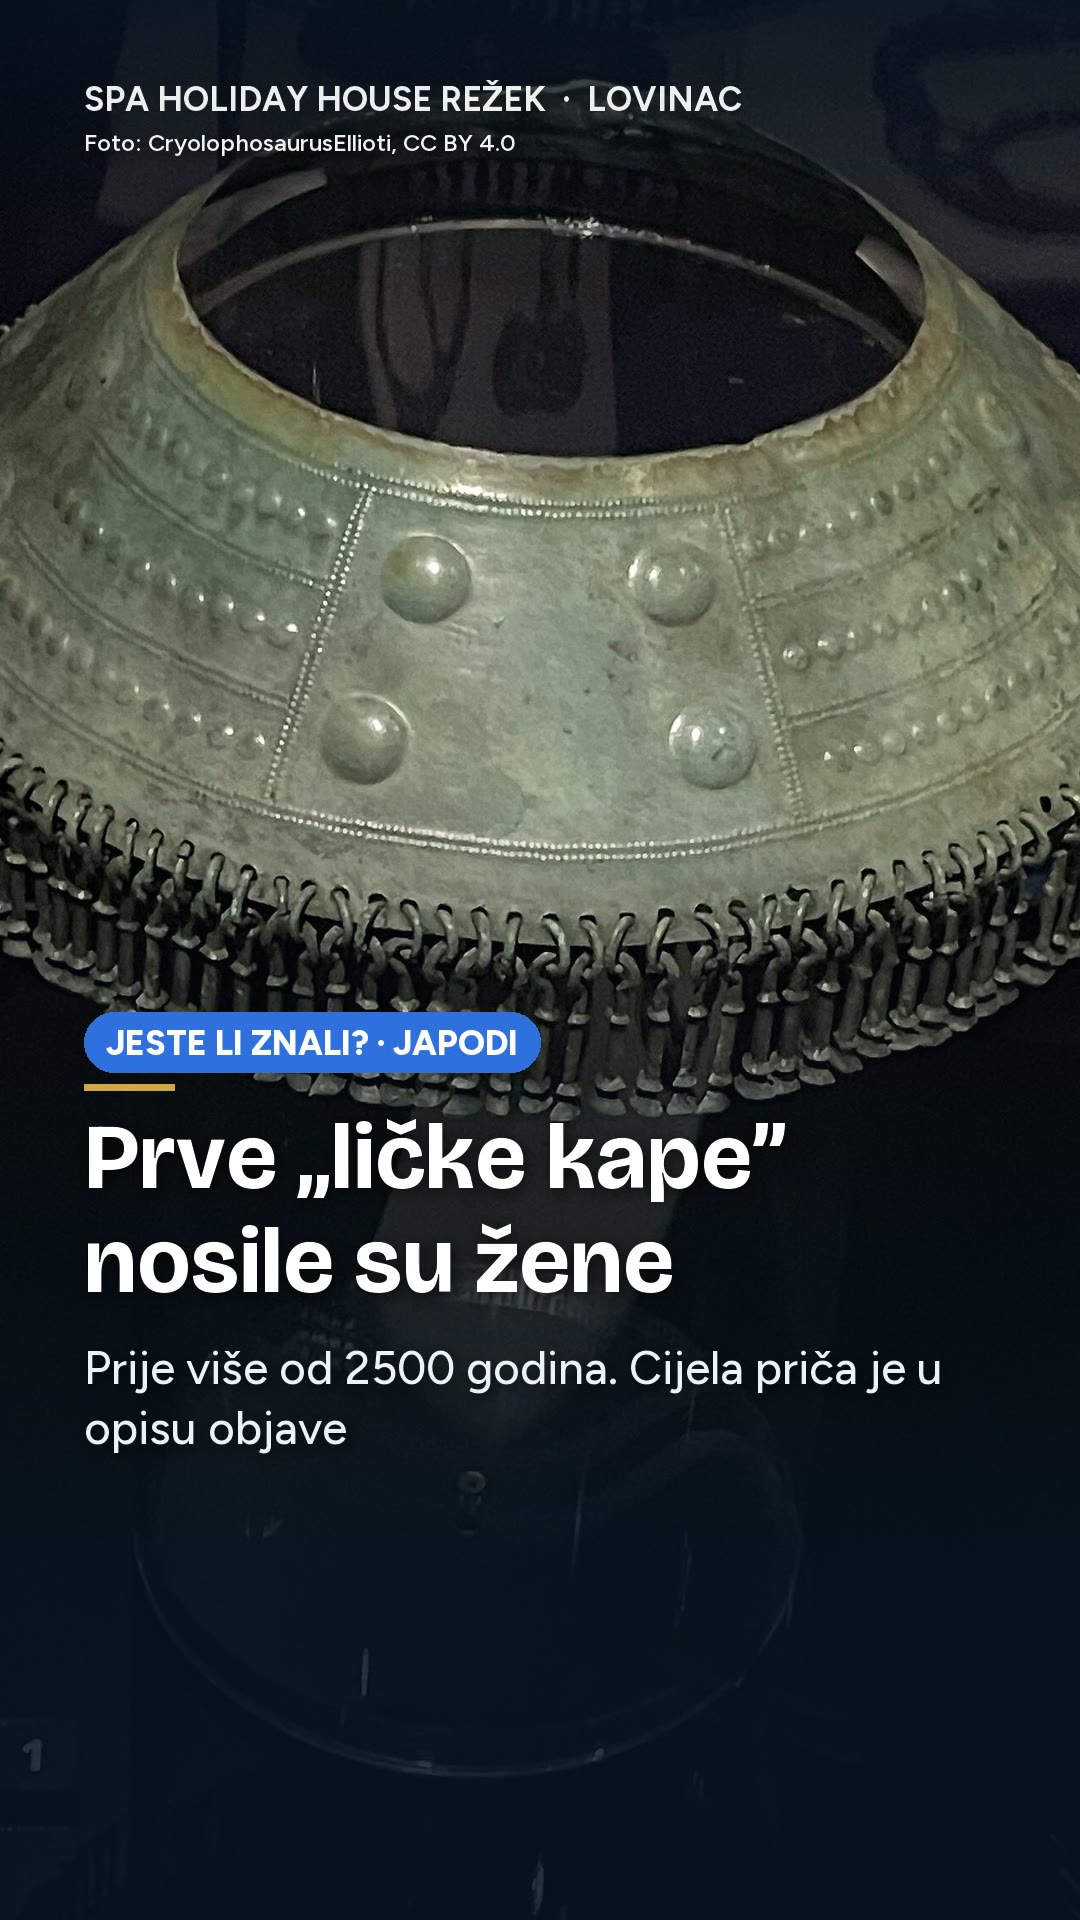 SPA HOLIDAY HOUSE REŽEK · LOVINAC
Foto: CryolophosaurusEllioti, CC BY 4.0
JESTE LI ZNALI? · JAPODI
Prve „ličke kape”
nosile su žene
Prije više od 2500 godina. Cijela priča je u
opisu objave
1